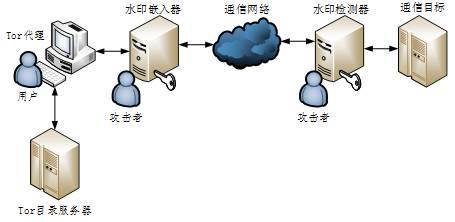 水印嵌入器
通信网络
水印检测器
通信目标
Tor代理
用户
攻击者
攻击者
Tor目录服务器